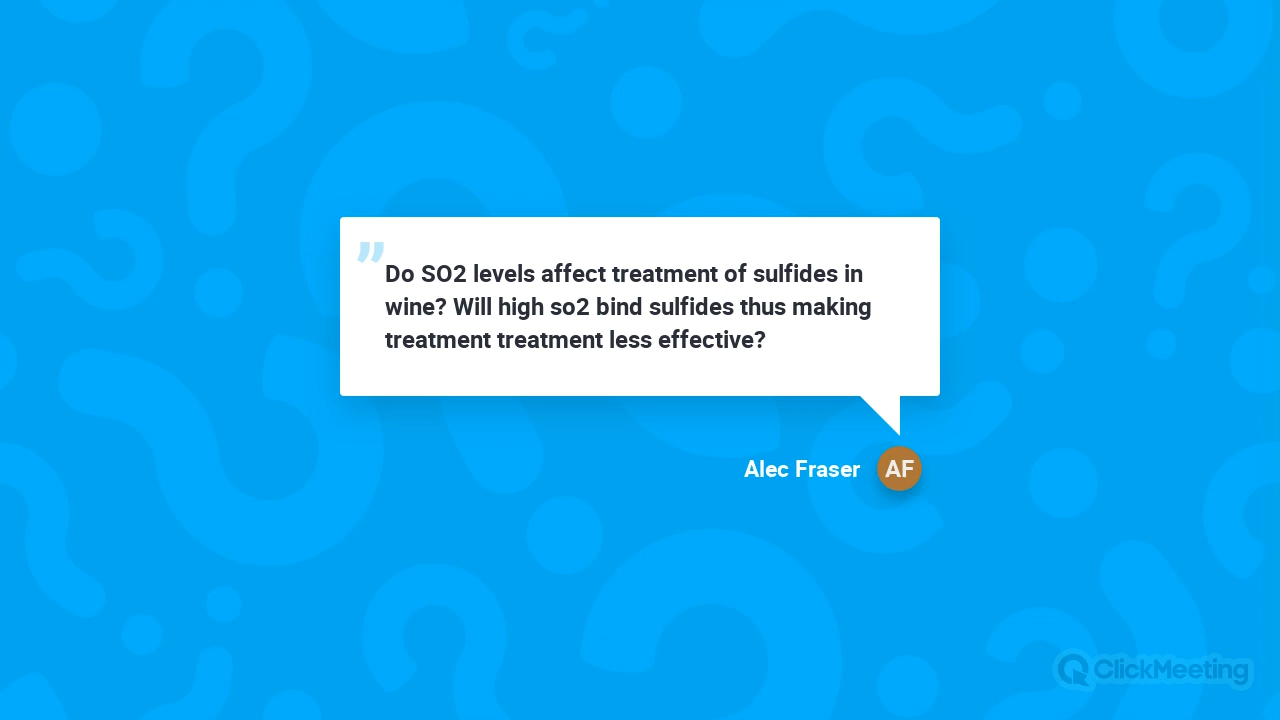 Do SO2 levels affect treatment of sulfides in
wine? Will high so2 bind sulfides thus making
treatment treatment less effective?
Alec Fraser AF
ClickMeeting